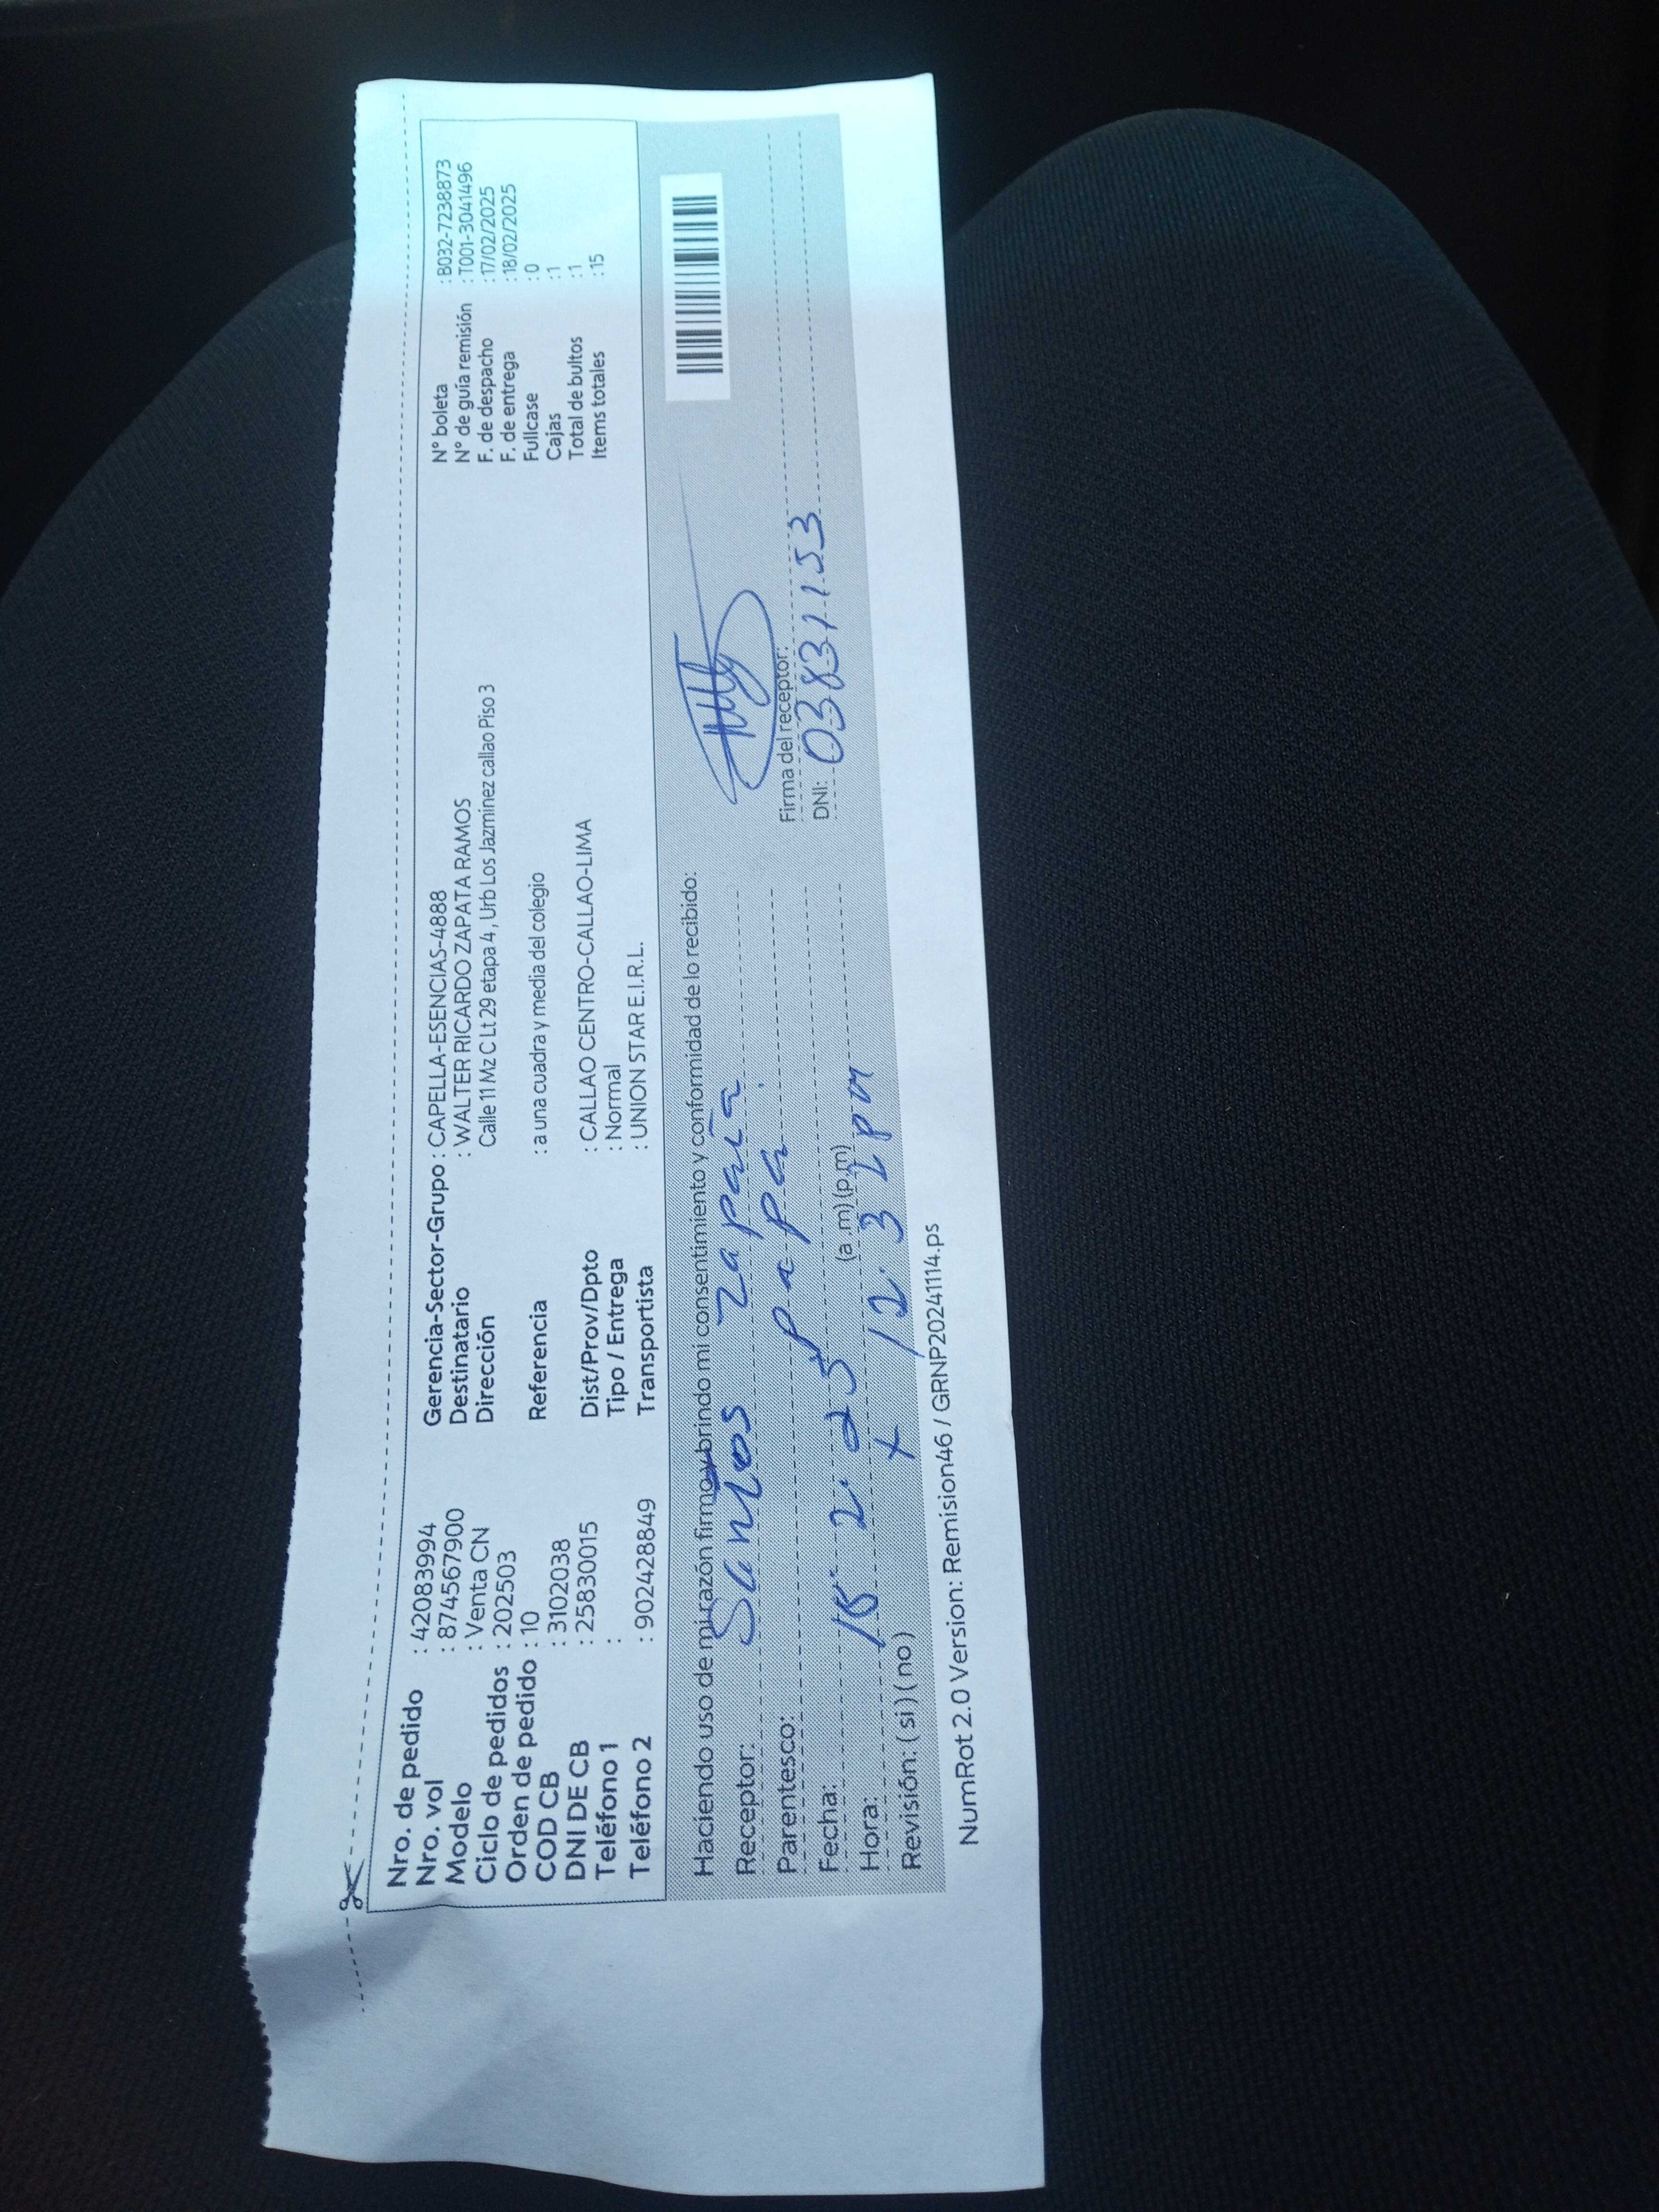 Nro. de pedido : 42083994
Nro. vol : 874567900
Modelo : Venta CN
Ciclo de pedidos : 202503
Orden de pedido : 10
COD CB : 3102038
DNI DE CB : 25830015
Teléfono 1 :
Teléfono 2 : 902428849
Gerencia-Sector-Grupo : CAPELLA-ESENCIAS-4888
Destinatario : WALTER RICARDO ZAPATA RAMOS
Dirección Calle 11 Mz C Lt 29 etapa 4, Urb Los Jazminez callao Piso 3
Referencia : a una cuadra y media del colegio
Dist/Prov/Dpto : CALLAO CENTRO-CALLAO-LIMA
Tipo / Entrega : Normal
Transportista : UNION STAR E.I.R.L.
N° boleta : B032-7238873
N° de guía remisión : T001-3041496
F. de despacho : 17/02/2025
F. de entrega : 18/02/2025
Fullcase : 0
Cajas : 1
Total de bultos : 1
Items totales : 15
Haciendo uso de mi razón firmo y brindo mi consentimiento y conformidad de lo recibido:
Receptor: Santos Zapata
Parentesco: papa
Fecha: 18 2. 25
Hora: (a .m) (p.m) 12.32 pm
Revisión: ( si ) ( no )
Firma del receptor:
DNI: 03831153
NumRot 2.0 Version: Remision46 / GRNP20241114.ps